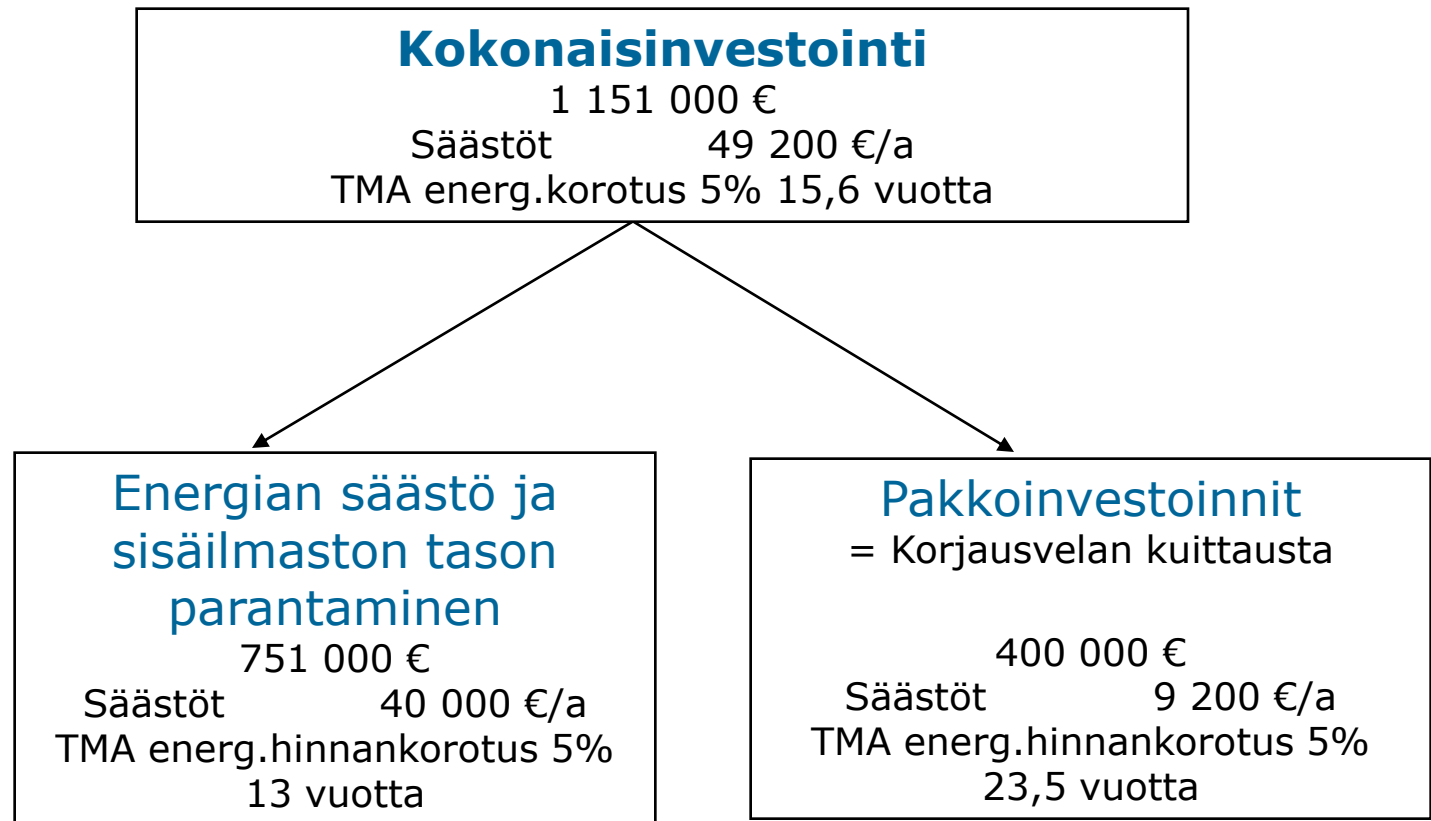 Kokonaisinvestointi
1 151 000 €
Säästöt 49 200 €/a
TMA energ.korotus 5% 15,6 vuotta
Energian säästö ja
sisäilmaston tason
parantaminen
751 000 €
Säästöt 40 000 €/a
TMA energ.hinnankorotus 5%
13 vuotta
Pakkoinvestoinnit
= Korjausvelan kuittausta
400 000 €
Säästöt 9 200 €/a
TMA energ.hinnankorotus 5%
23,5 vuotta